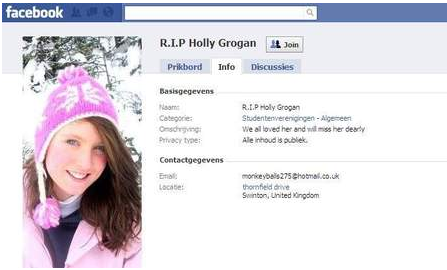 facebook
R.I.P Holly Grogan
Join
Prikbord Info Discussies
Basisgegevens
Naam: R.I.P Holly Grogan
Categorie: Studentenverenigingen - Algemeen
Omschrijving: We all loved her and will miss her dearly
Privacy type: Alle inhoud is publiek.
Contactgegevens
Email: monkeyballs275@hotmail.co.uk
Locatie: thornfield drive
Swinton, United Kingdom